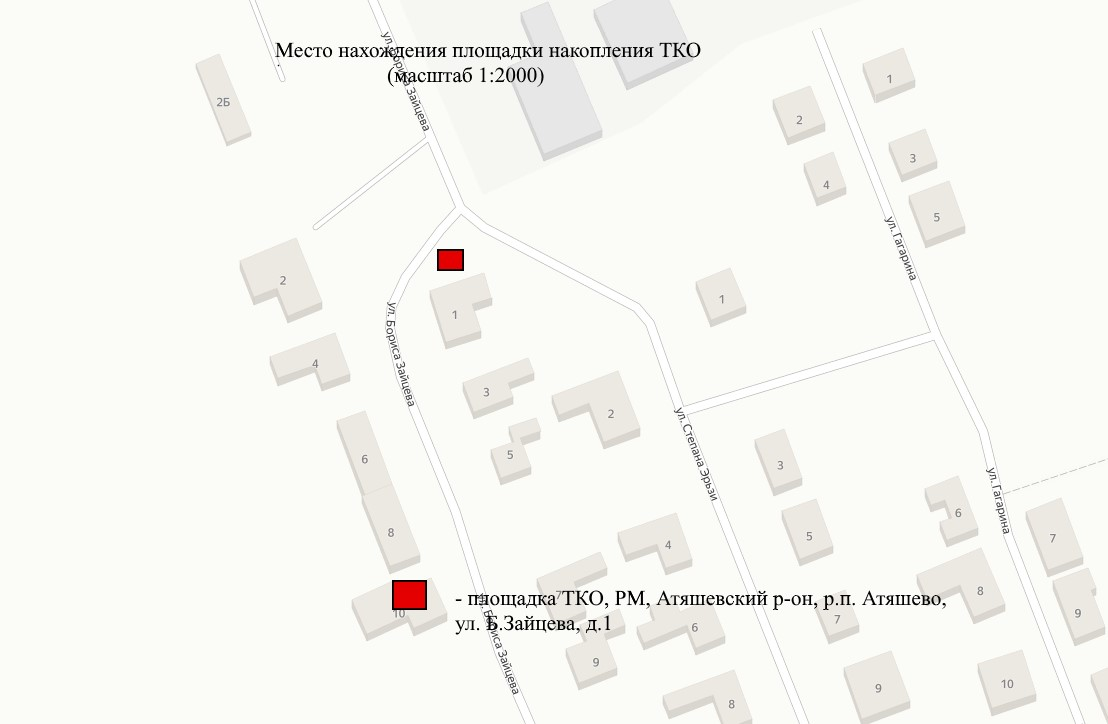 Место нахождения площадки накопления ТКО
(масштаб 1:2000)
ул. Бориса Зайцева
2Б
1
2
3
4
5
ул. Гагарина
2
1
1
ул. Бориса Зайцева
4
3
2
5
6
8
ул. Степана Эрьзи
3
5
4
ул. Гагарина
6
7
8
9
7
10
- площадка ТКО, РМ, Атяшевский р-он, р.п. Атяшево,
ул. Б.Зайцева, д.1
ул. Бориса Зайцева
6
7
9
8
9
10